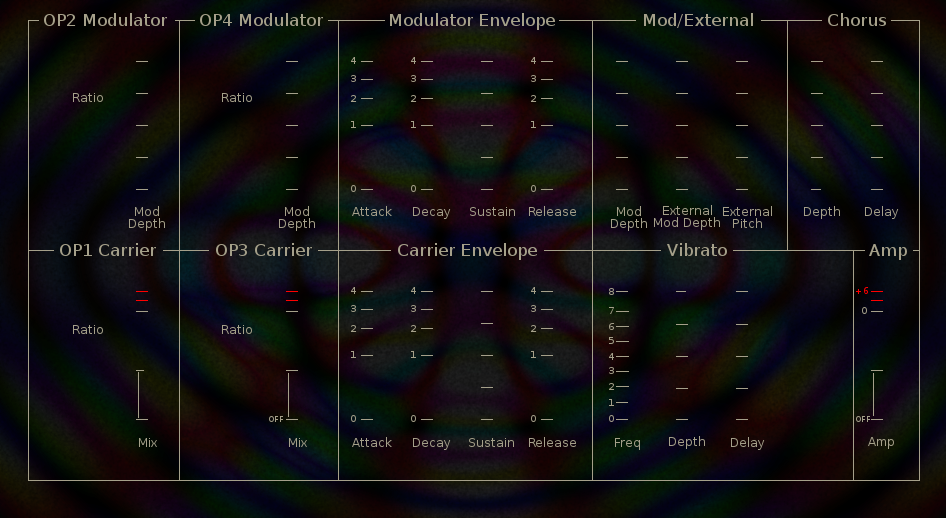 OP2 Modulator OP4 Modulator Modulator Envelope Mod/External Chorus
4 4 4
3 3 3
Ratio Ratio 2 2 2
1 1 1
0 0 0
Mod Depth Mod Depth Attack Decay Sustain Release Mod Depth External Mod Depth External Pitch Depth Delay
OP1 Carrier OP3 Carrier Carrier Envelope Vibrato Amp
4 4 4 8 +6
3 3 3 7 0
Ratio Ratio 2 2 2 6
5
1 1 1 4
3
2
1
OFF 0 0 0 0 OFF
Mix Mix Attack Decay Sustain Release Freq Depth Delay Amp